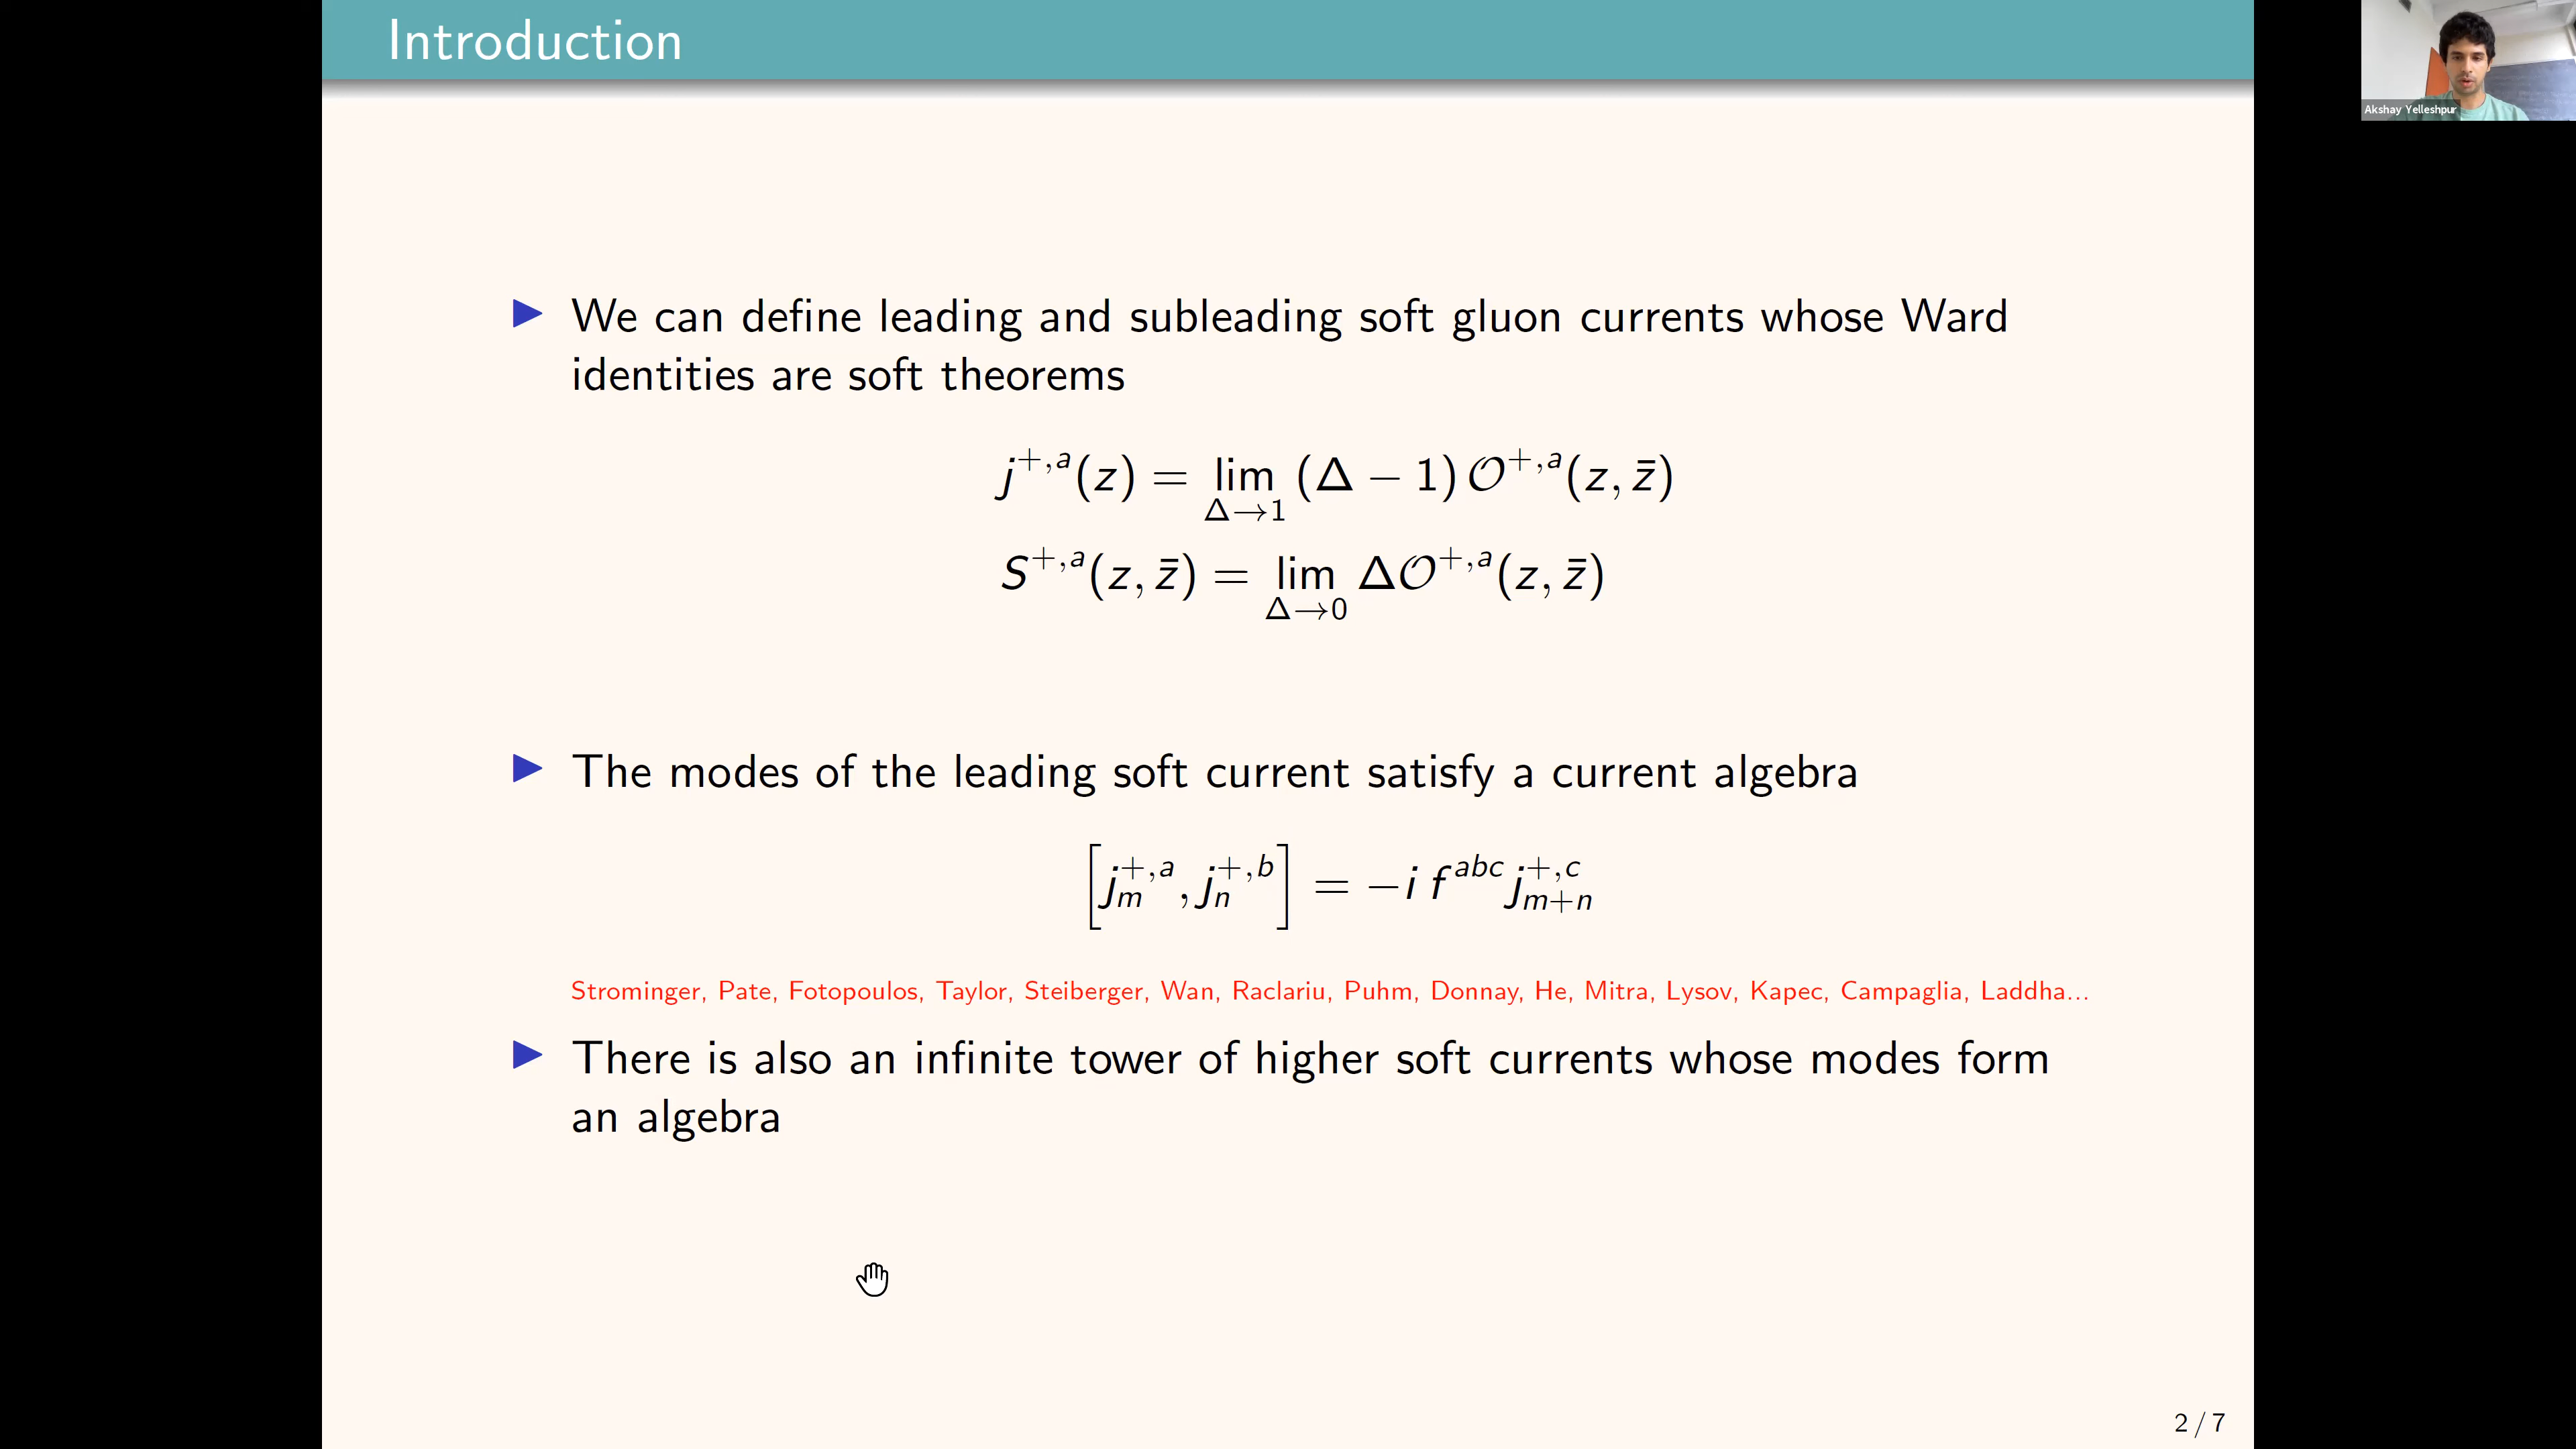 Introduction
Akshay Yelleshpur
We can define leading and subleading soft gluon currents whose Ward
identities are soft theorems
j^{+,a}(z) = lim_{Δ→1} (Δ − 1) 𝒪^{+,a}(z, z̄)
S^{+,a}(z, z̄) = lim_{Δ→0} Δ𝒪^{+,a}(z, z̄)
The modes of the leading soft current satisfy a current algebra
[j_m^{+,a}, j_n^{+,b}] = −i f^{abc} j_{m+n}^{+,c}
Strominger, Pate, Fotopoulos, Taylor, Steiberger, Wan, Raclariu, Puhm, Donnay, He, Mitra, Lysov, Kapec, Campaglia, Laddha...
There is also an infinite tower of higher soft currents whose modes form
an algebra
2 / 7